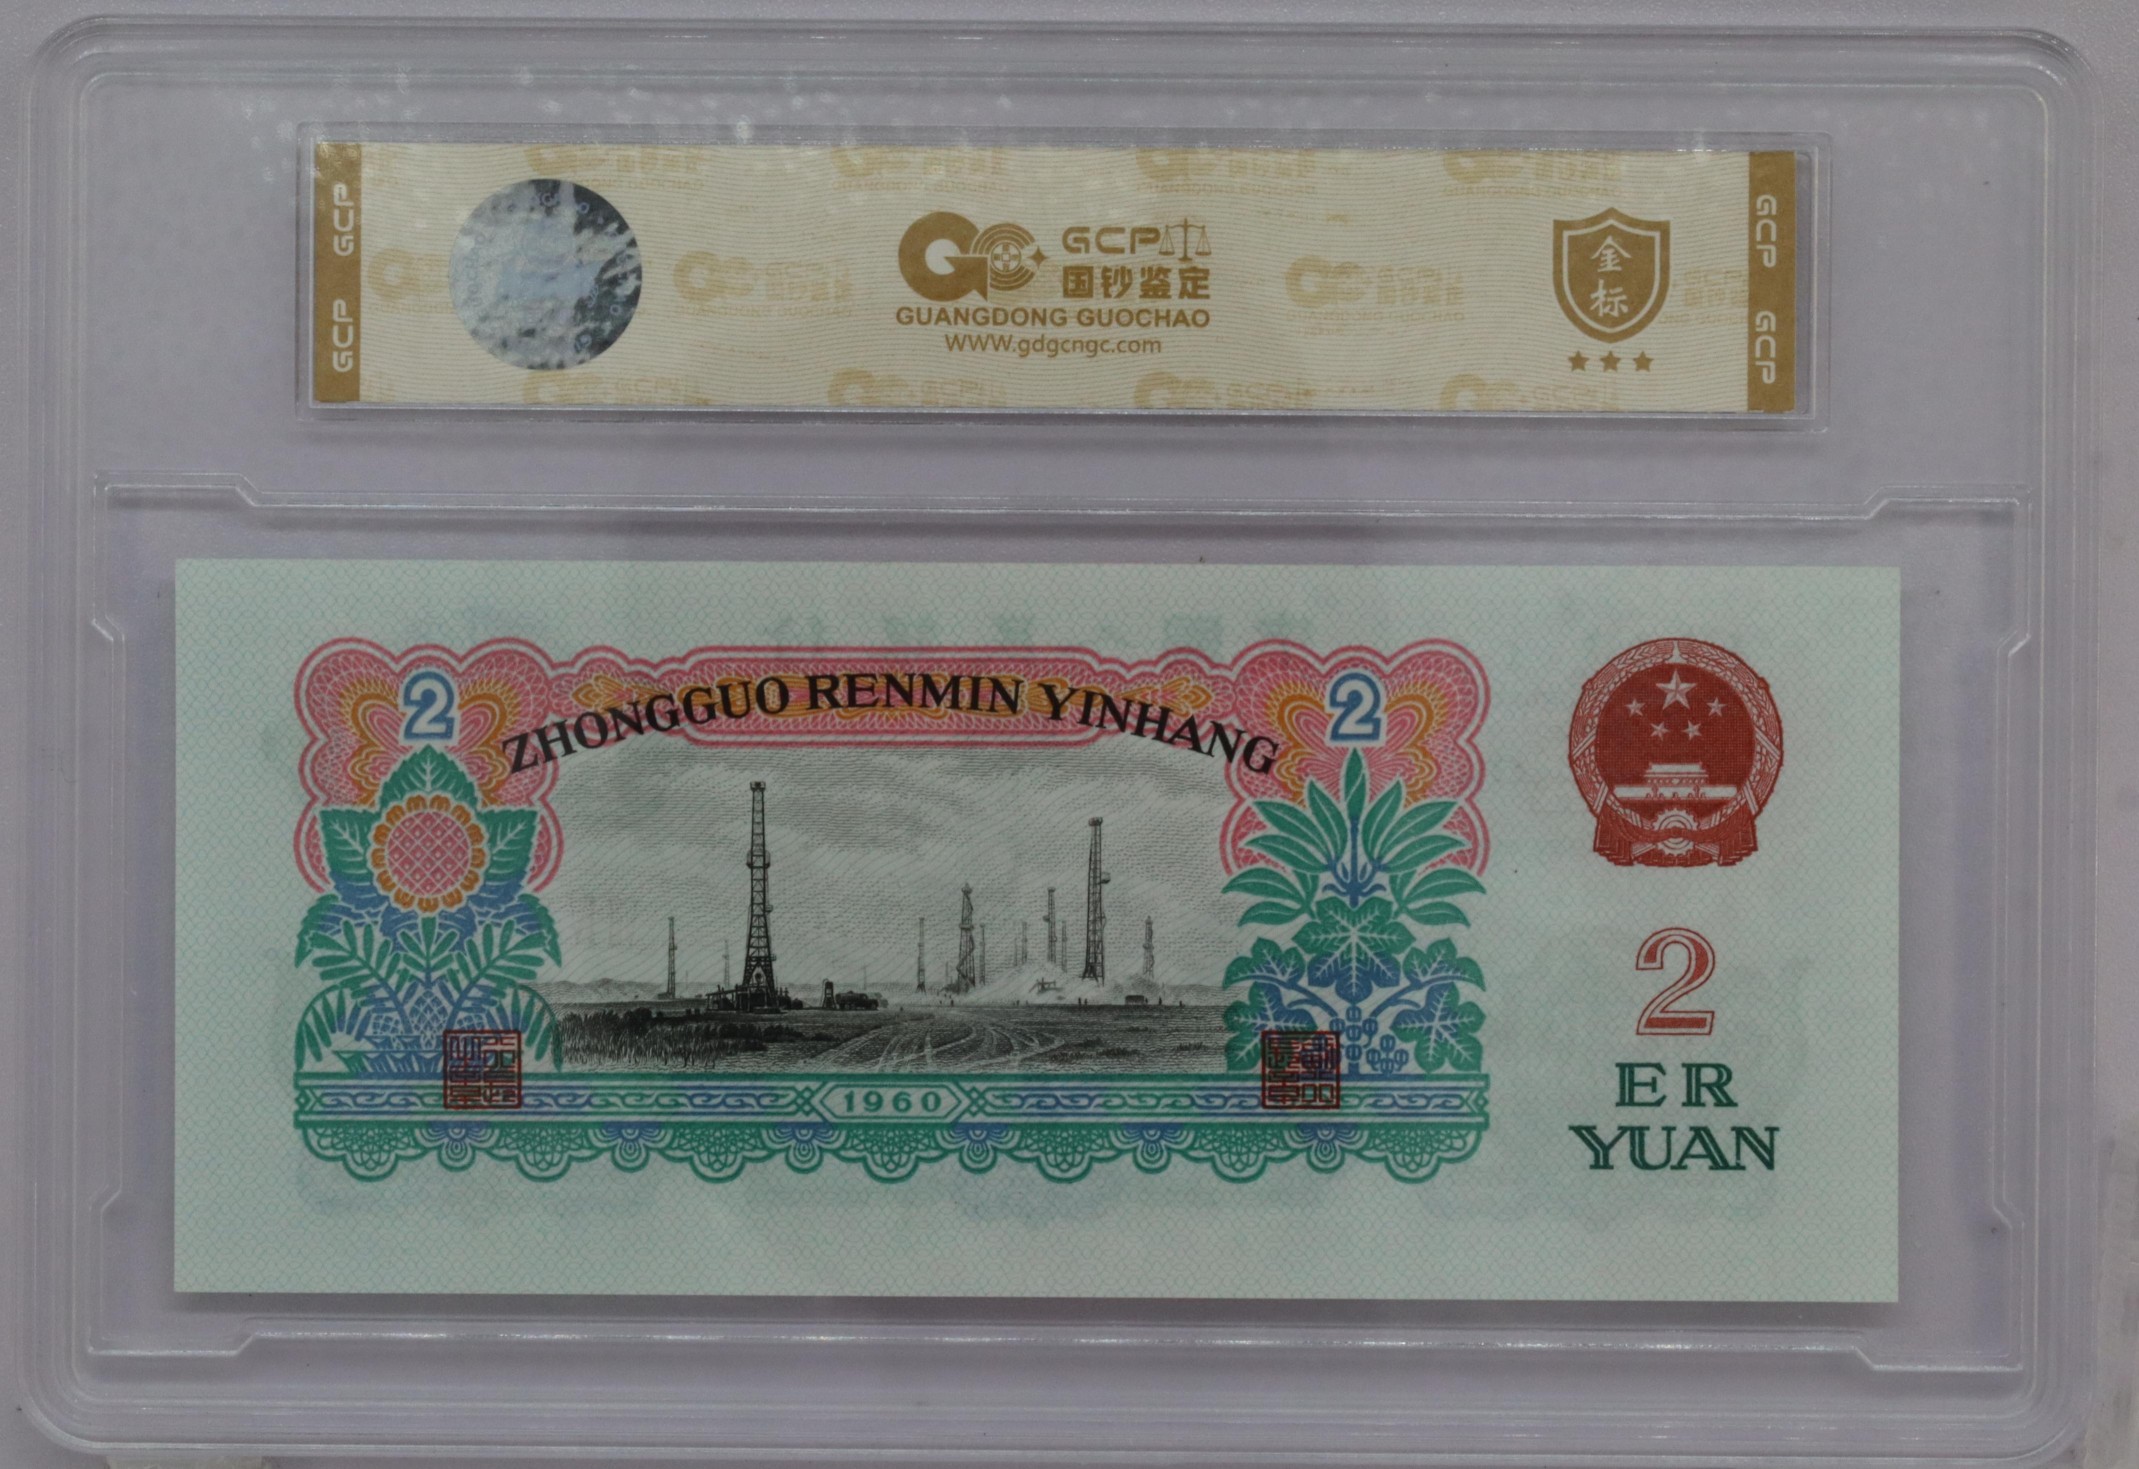 GCP GCP
GCP
国钞鉴定
GUANGDONG GUOCHAO
WWW.gdgcngc.com
金标
GCP GCP
2
ZHONGGUO RENMIN YINHANG
2
1960
2
ER
YUAN